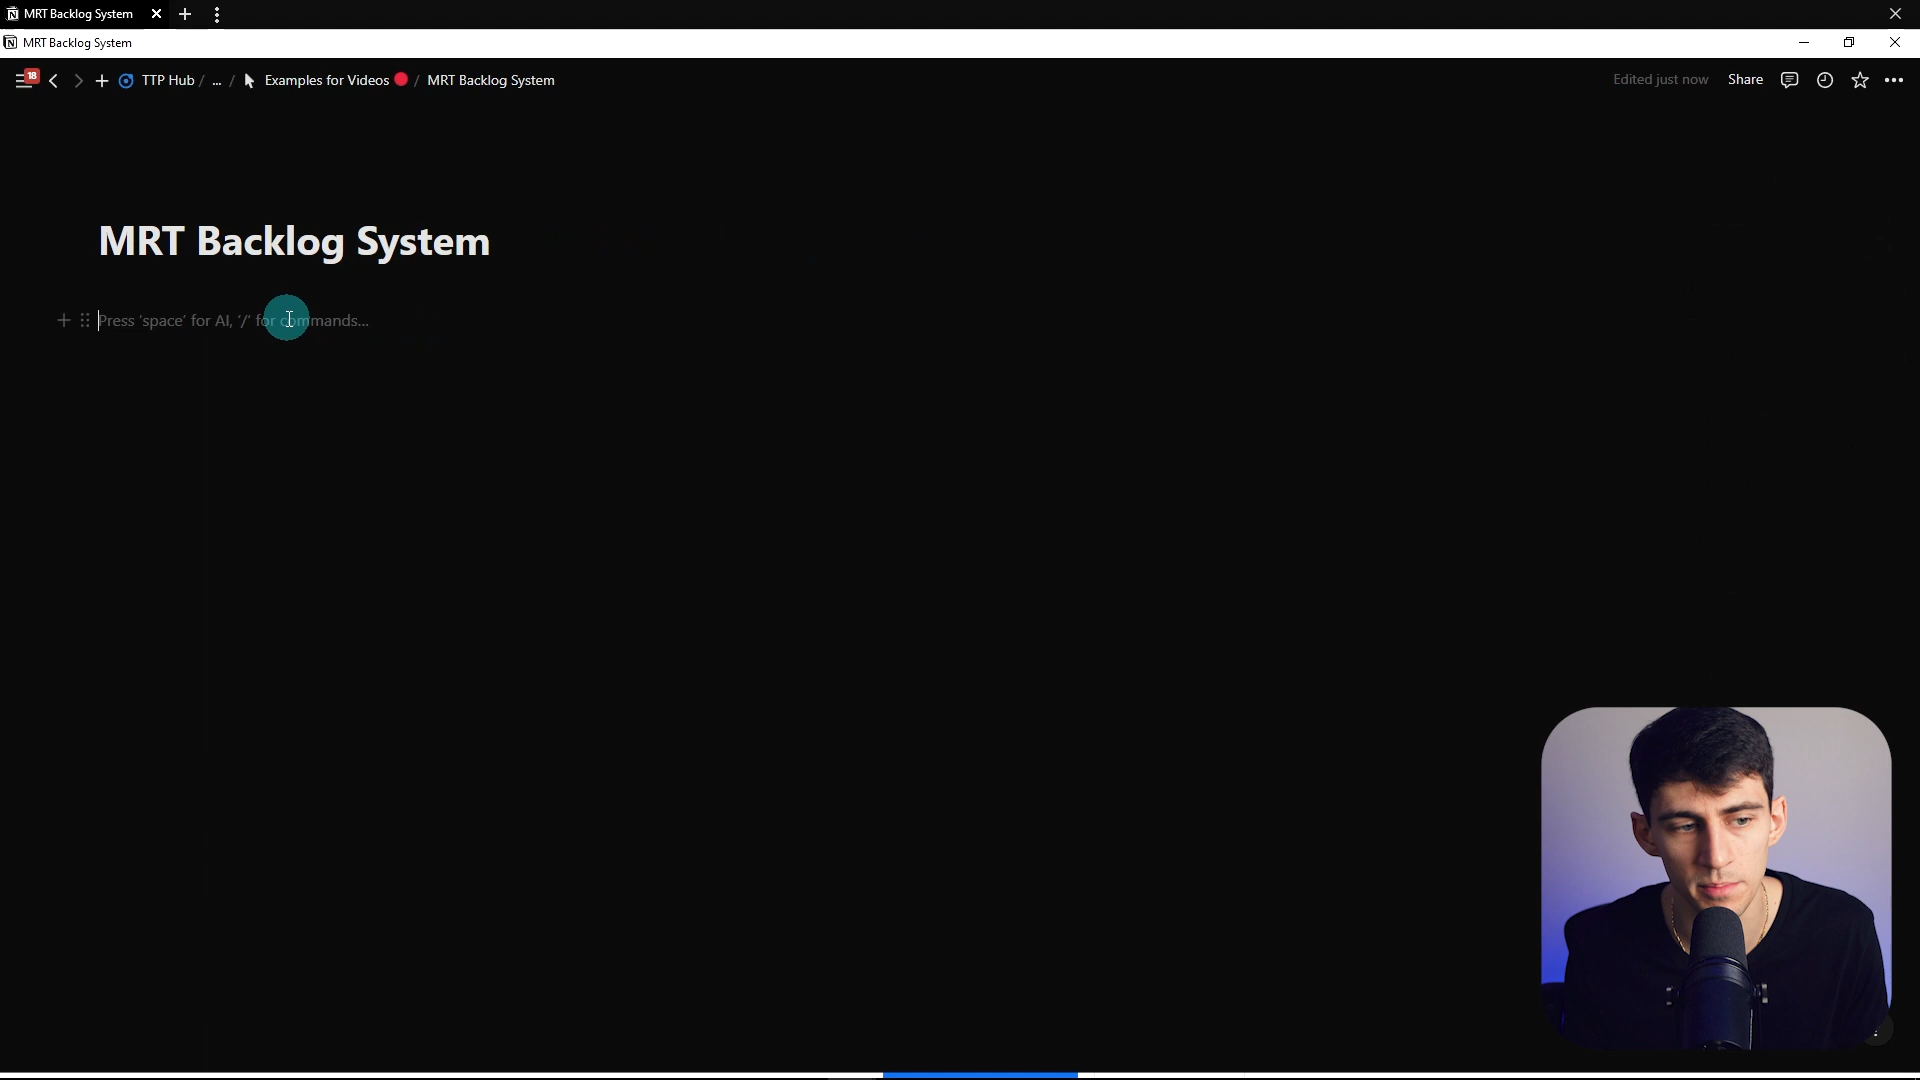 MRT Backlog System
MRT Backlog System
18
TTP Hub / ... / Examples for Videos / MRT Backlog System
Edited just now
Share
MRT Backlog System
Press 'space' for AI, '/' for commands...